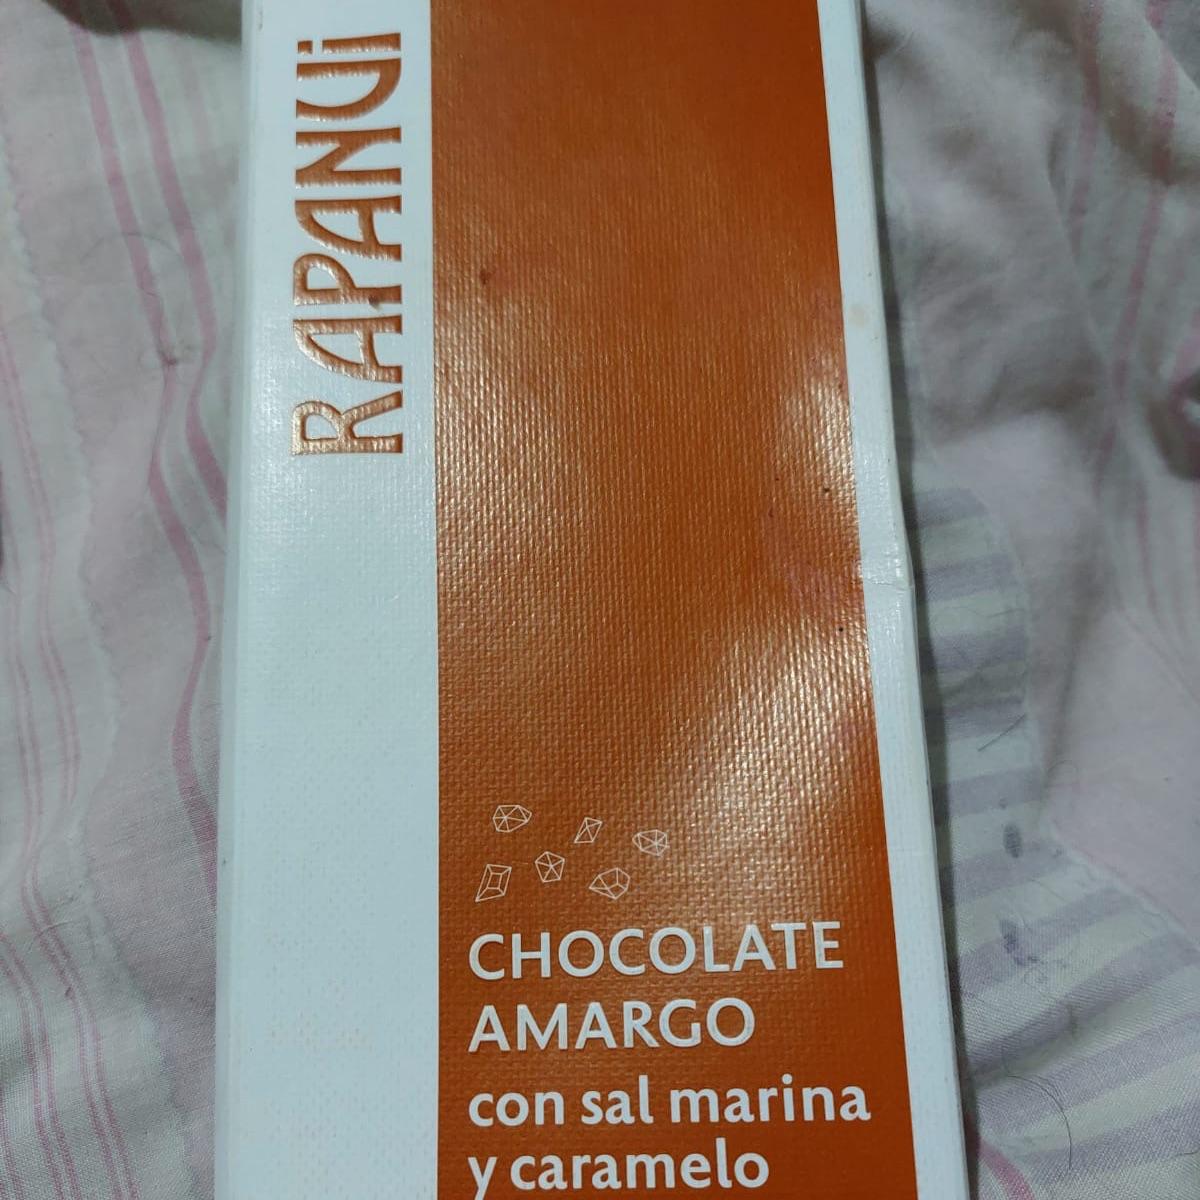 RAPANUi
CHOCOLATE
AMARGO
con sal marina
y caramelo